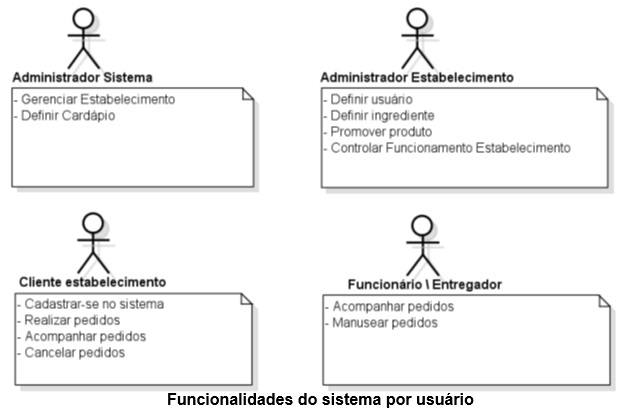 Administrador Sistema
- Gerenciar Estabelecimento
- Definir Cardápio
Administrador Estabelecimento
- Definir usuário
- Definir ingrediente
- Promover produto
- Controlar Funcionamento Estabelecimento
Cliente estabelecimento
- Cadastrar-se no sistema
- Realizar pedidos
- Acompanhar pedidos
- Cancelar pedidos
Funcionário \ Entregador
- Acompanhar pedidos
- Manusear pedidos
Funcionalidades do sistema por usuário